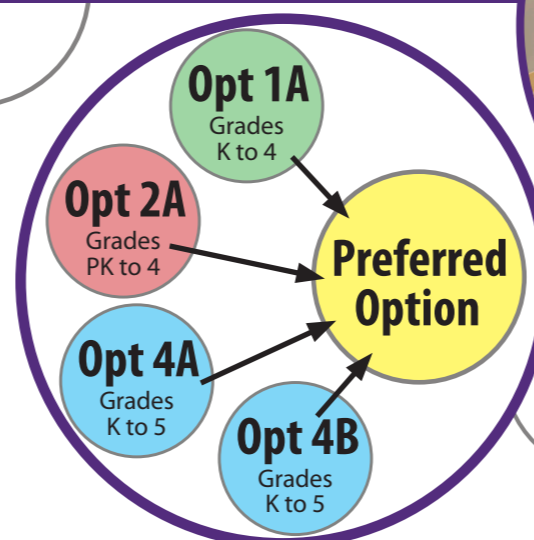 Opt 1A
Grades
K to 4
Opt 2A
Grades
PK to 4
Preferred
Option
Opt 4A
Grades
K to 5
Opt 4B
Grades
K to 5